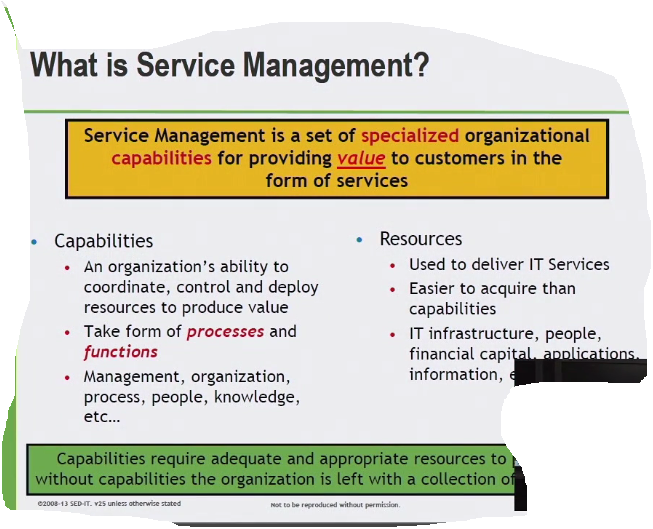 What is Service Management?
Service Management is a set of specialized organizational
capabilities for providing value to customers in the
form of services
• Capabilities
• An organization's ability to
coordinate, control and deploy
resources to produce value
• Take form of processes and
functions
• Management, organization,
process, people, knowledge,
etc…
• Resources
• Used to deliver IT Services
• Easier to acquire than
capabilities
• IT infrastructure, people,
financial capital, applications,
information,
Capabilities require adequate and appropriate resources to
without capabilities the organization is left with a collection of
©2008-13 SED-IT. v25 unless otherwise stated
Not to be reproduced without permission.